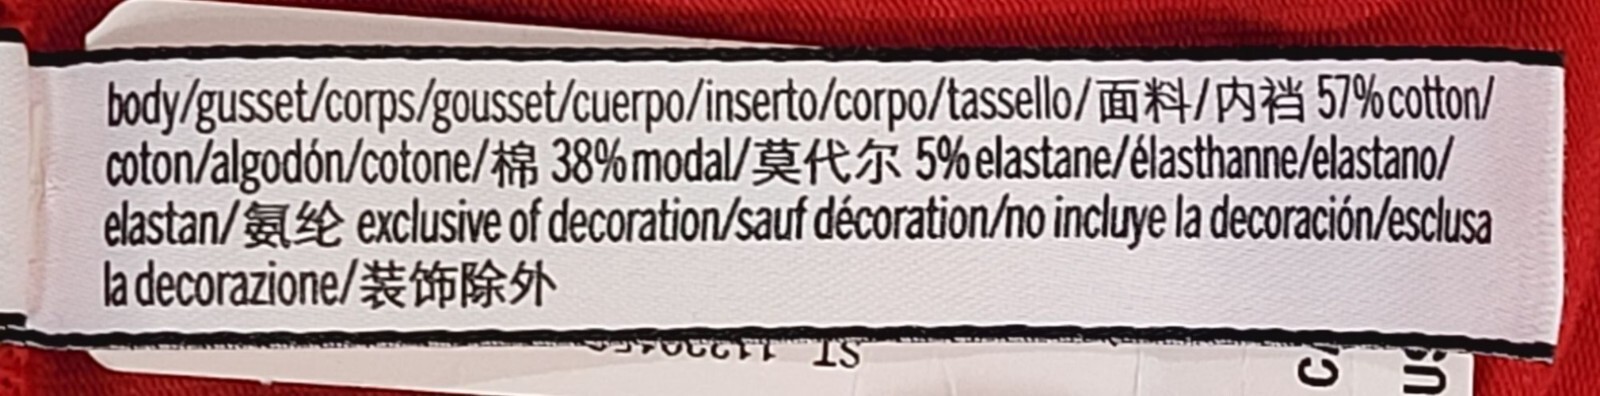 body/gusset/corps/gousset/cuerpo/inserto/corpo/tassello/面料/内裆 57%cotton/
coton/algodón/cotone/棉 38%modal/莫代尔 5%elastane/élasthanne/elastano/
elastan/氨纶 exclusive of decoration/sauf décoration/no incluye la decoración/esclusa
la decorazione/装饰除外
ST
US